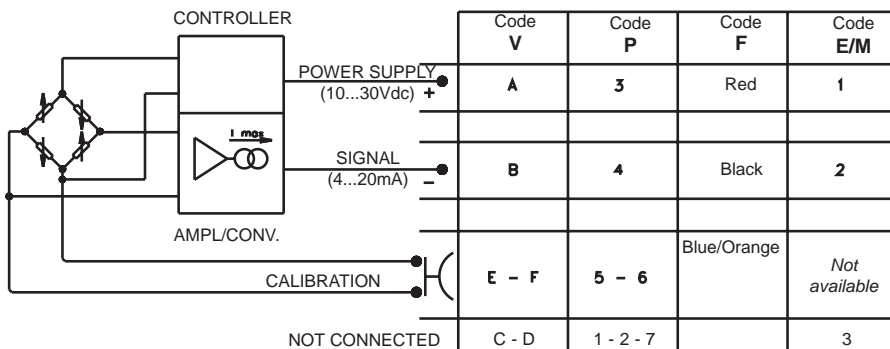 CONTROLLER
Code Code Code Code
V P F E/M
POWER SUPPLY
(10...30Vdc) +
A 3 Red 1
I max
SIGNAL
(4...20mA) –
B 4 Black 2
AMPL/CONV.
Blue/Orange
CALIBRATION
E – F 5 – 6 Not
available
NOT CONNECTED C - D 1 - 2 - 7 3